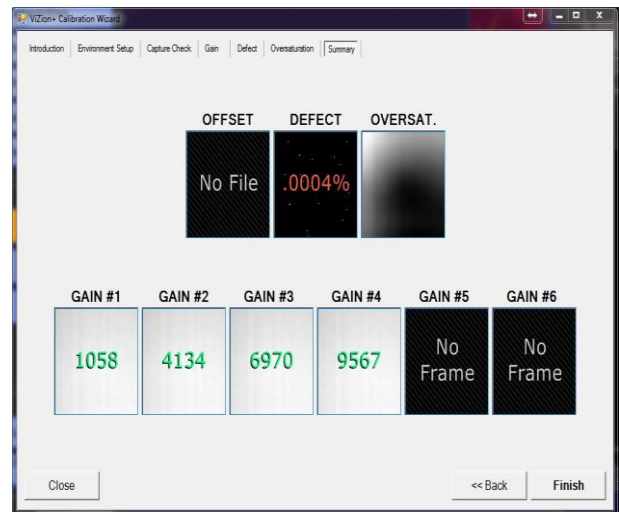 ViZion+ Calibration Wizard
Introduction Environment Setup Capture Check Gain Defect Oversaturation Summary
OFFSET DEFECT OVERSAT.
No File .0004%
GAIN #1 GAIN #2 GAIN #3 GAIN #4 GAIN #5 GAIN #6
1058 4134 6970 9567 No Frame No Frame
Close << Back Finish